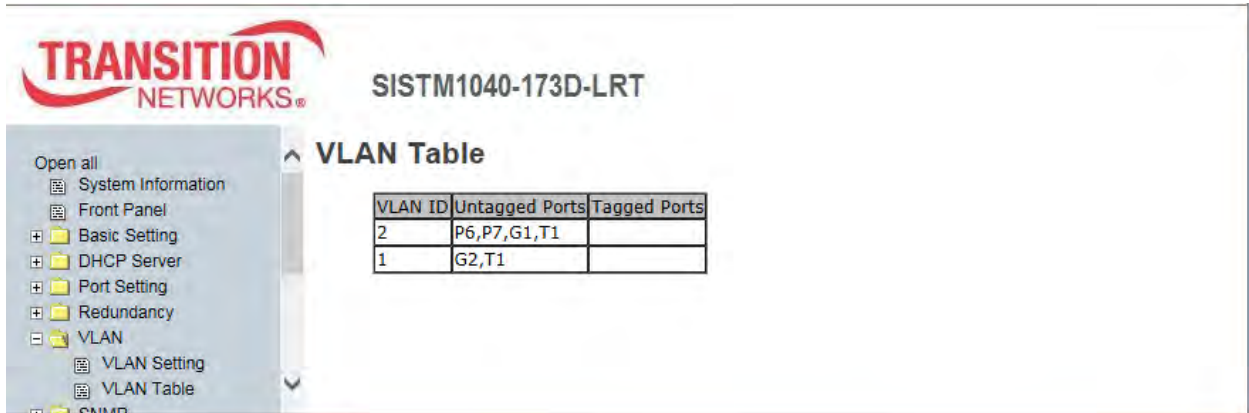 TRANSITION
NETWORKS®
SISTM1040-173D-LRT
Open all
System Information
Front Panel
Basic Setting
DHCP Server
Port Setting
Redundancy
VLAN
VLAN Setting
VLAN Table
SNMP
VLAN Table
VLAN ID Untagged Ports Tagged Ports
2 P6,P7,G1,T1
1 G2,T1